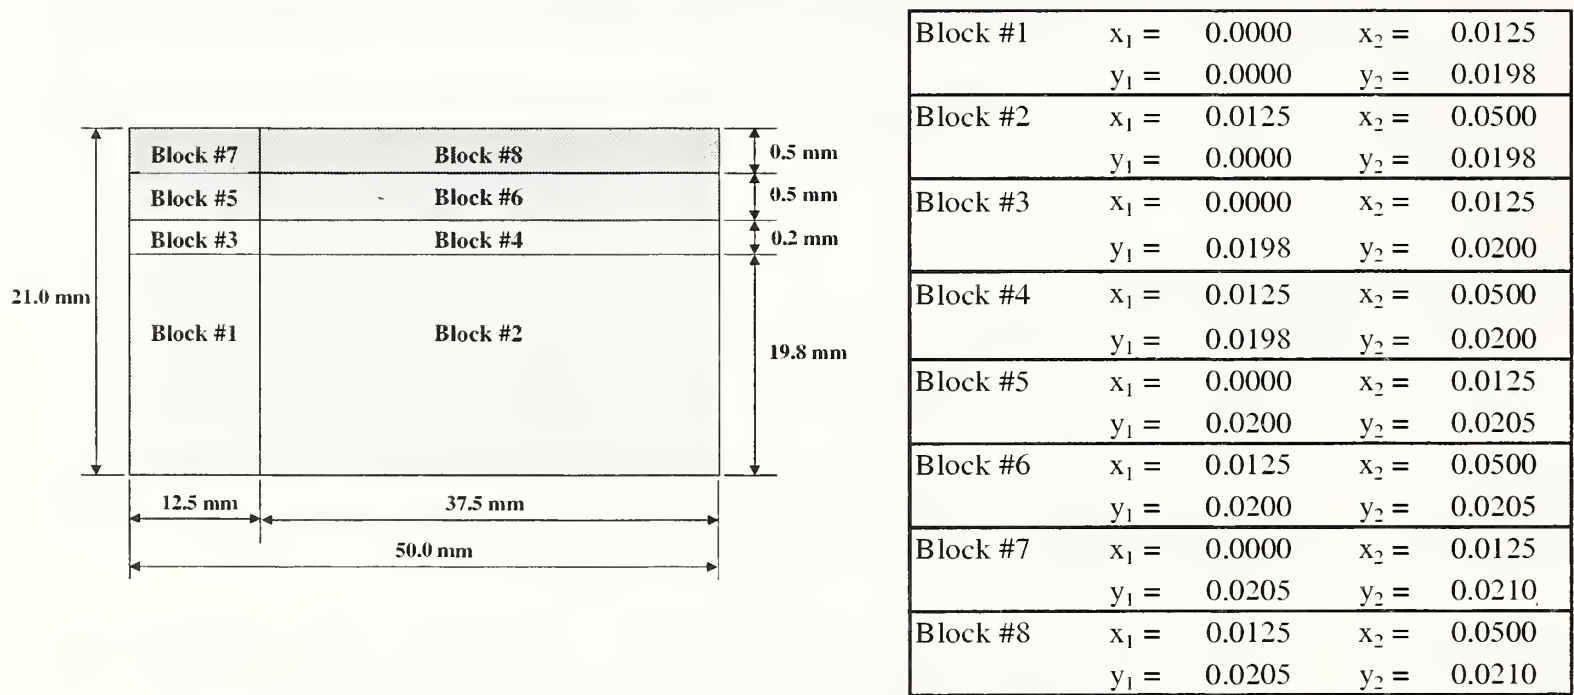 Block #7 Block #8 0.5 mm
Block #5 Block #6 0.5 mm
Block #3 Block #4 0.2 mm
21.0 mm
Block #1 Block #2
19.8 mm
12.5 mm 37.5 mm
50.0 mm
Block #1 x₁ = 0.0000 x₂ = 0.0125
y₁ = 0.0000 y₂ = 0.0198
Block #2 x₁ = 0.0125 x₂ = 0.0500
y₁ = 0.0000 y₂ = 0.0198
Block #3 x₁ = 0.0000 x₂ = 0.0125
y₁ = 0.0198 y₂ = 0.0200
Block #4 x₁ = 0.0125 x₂ = 0.0500
y₁ = 0.0198 y₂ = 0.0200
Block #5 x₁ = 0.0000 x₂ = 0.0125
y₁ = 0.0200 y₂ = 0.0205
Block #6 x₁ = 0.0125 x₂ = 0.0500
y₁ = 0.0200 y₂ = 0.0205
Block #7 x₁ = 0.0000 x₂ = 0.0125
y₁ = 0.0205 y₂ = 0.0210
Block #8 x₁ = 0.0125 x₂ = 0.0500
y₁ = 0.0205 y₂ = 0.0210